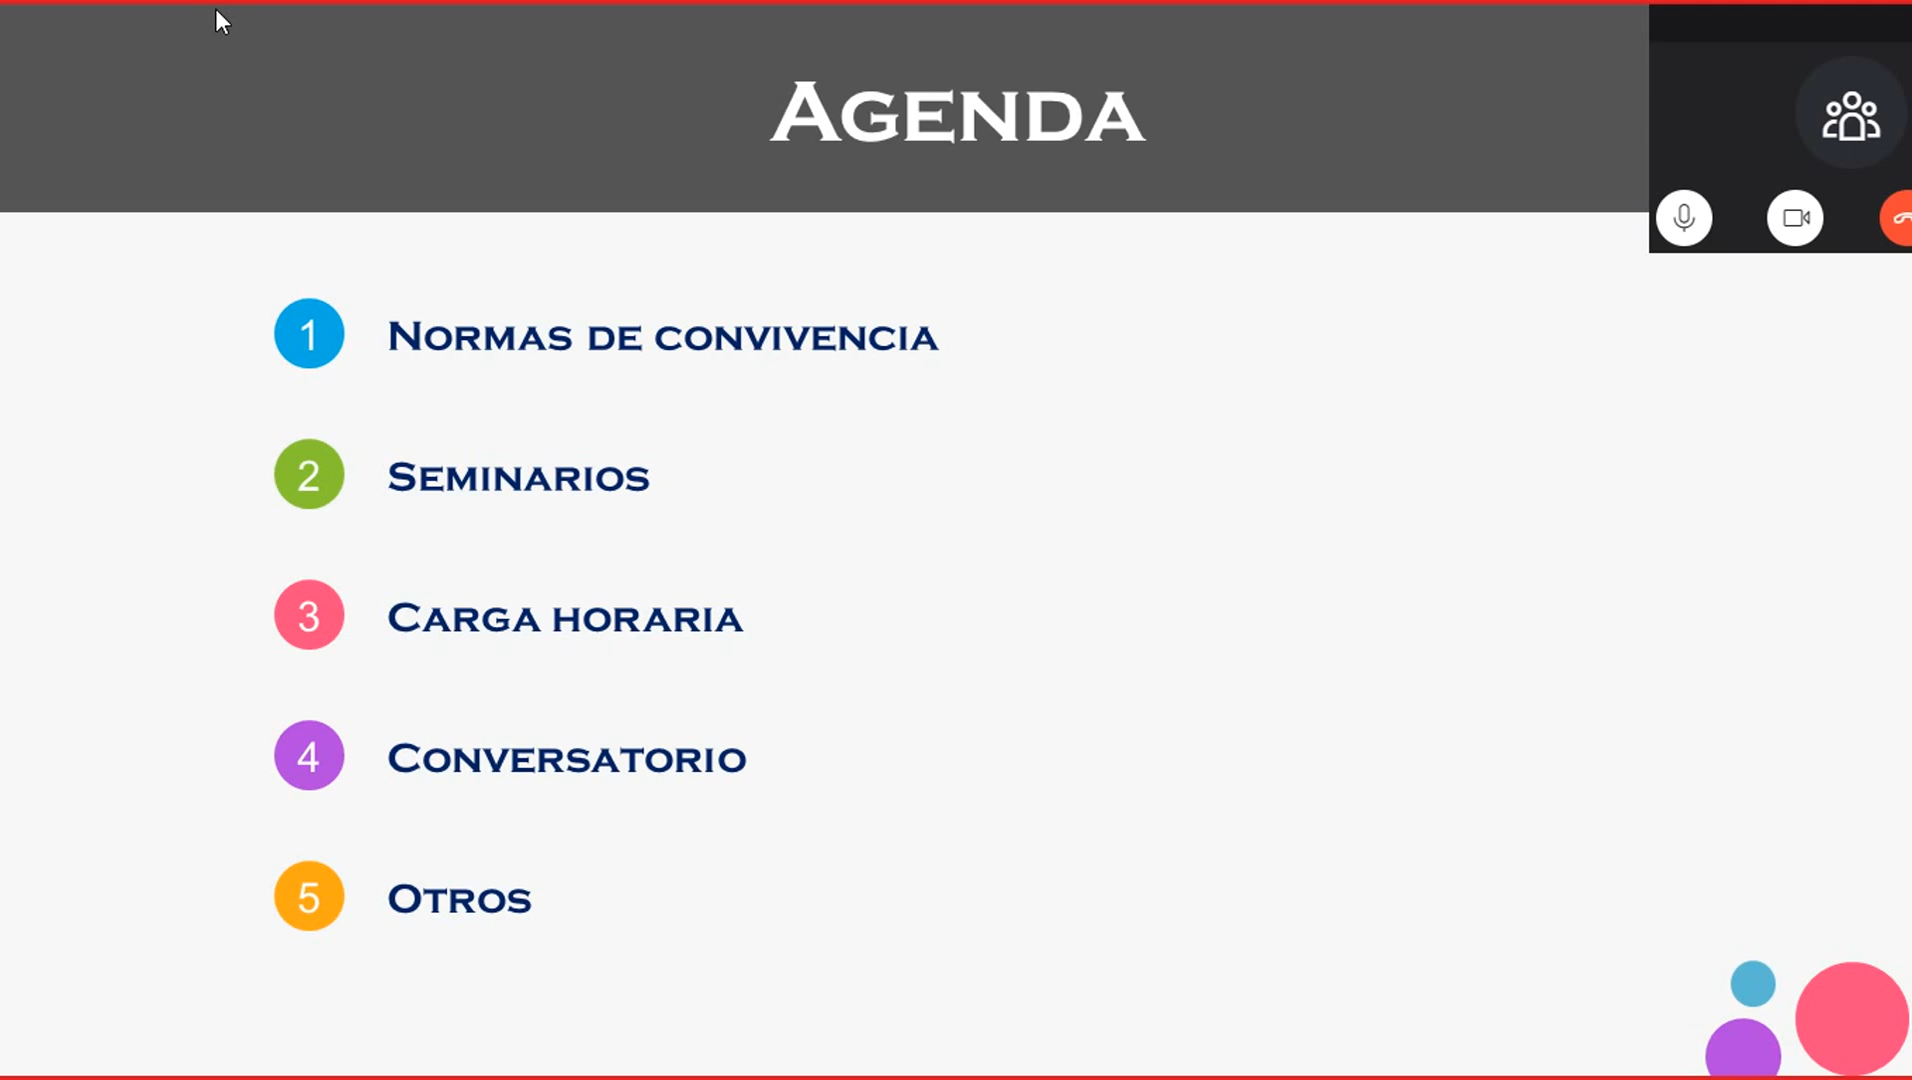 Agenda
1 Normas de convivencia
2 Seminarios
3 Carga horaria
4 Conversatorio
5 Otros